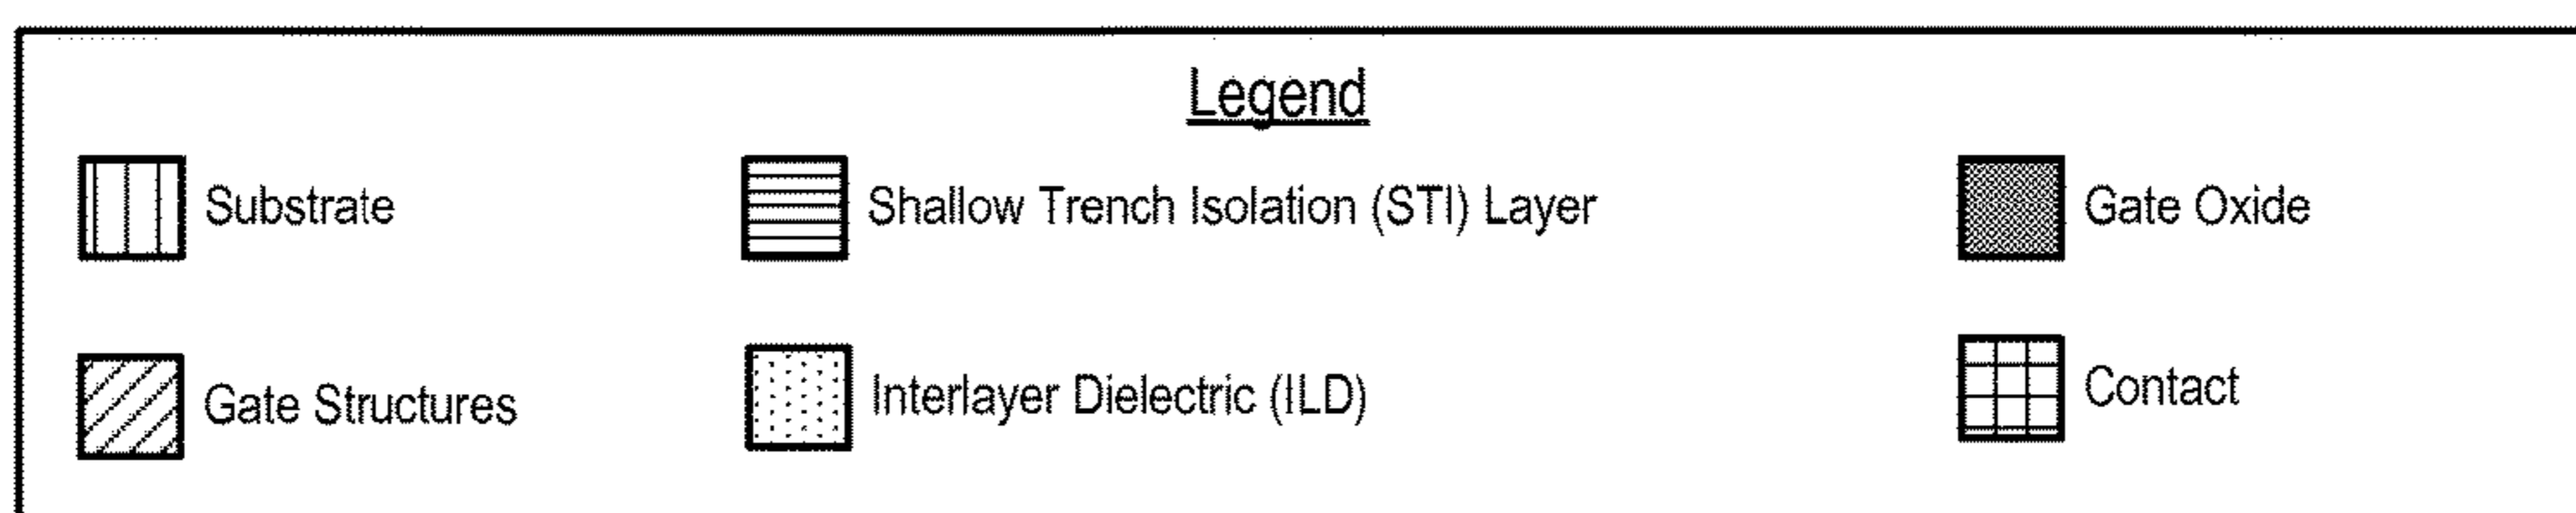 Legend
Substrate
Shallow Trench Isolation (STI) Layer
Gate Oxide
Gate Structures
Interlayer Dielectric (ILD)
Contact